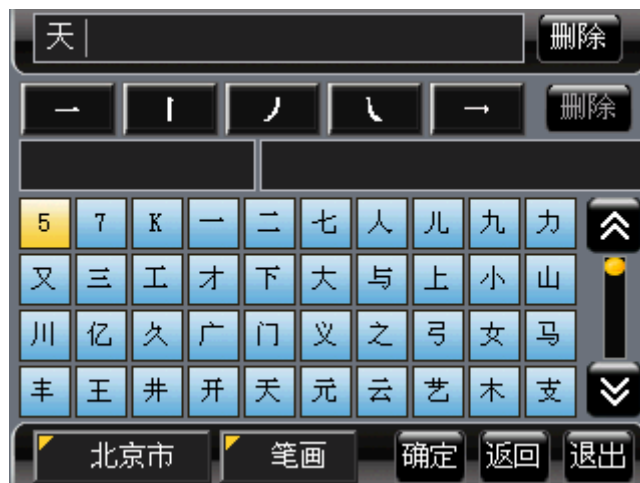 天 删除
一 丨 丿 ㇏ → 删除
5 7 K 一 二 七 人 儿 九 力
又 三 工 才 下 大 与 上 小 山
川 亿 久 广 门 义 之 弓 女 马
丰 王 井 开 天 元 云 艺 木 支
北京市 笔画 确定 返回 退出